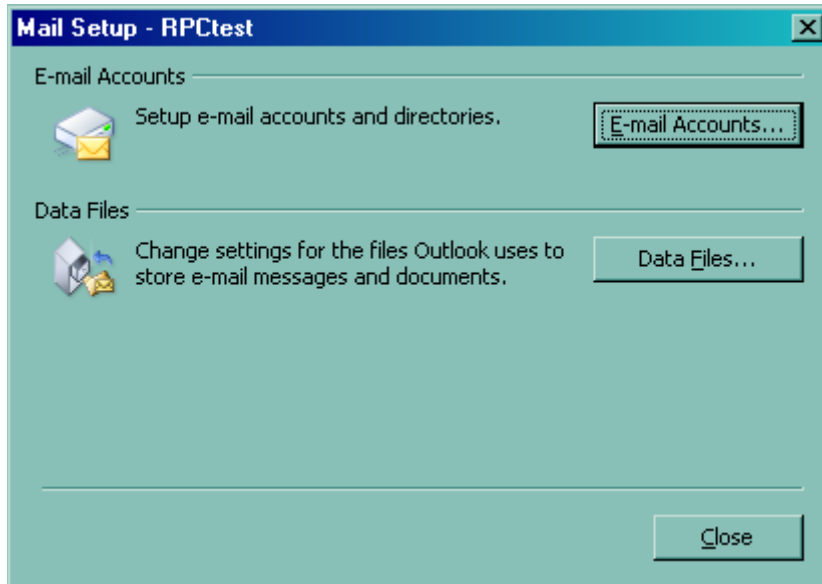 Mail Setup - RPCtest
E-mail Accounts
Setup e-mail accounts and directories.
E-mail Accounts...
Data Files
Change settings for the files Outlook uses to
store e-mail messages and documents.
Data Files...
Close